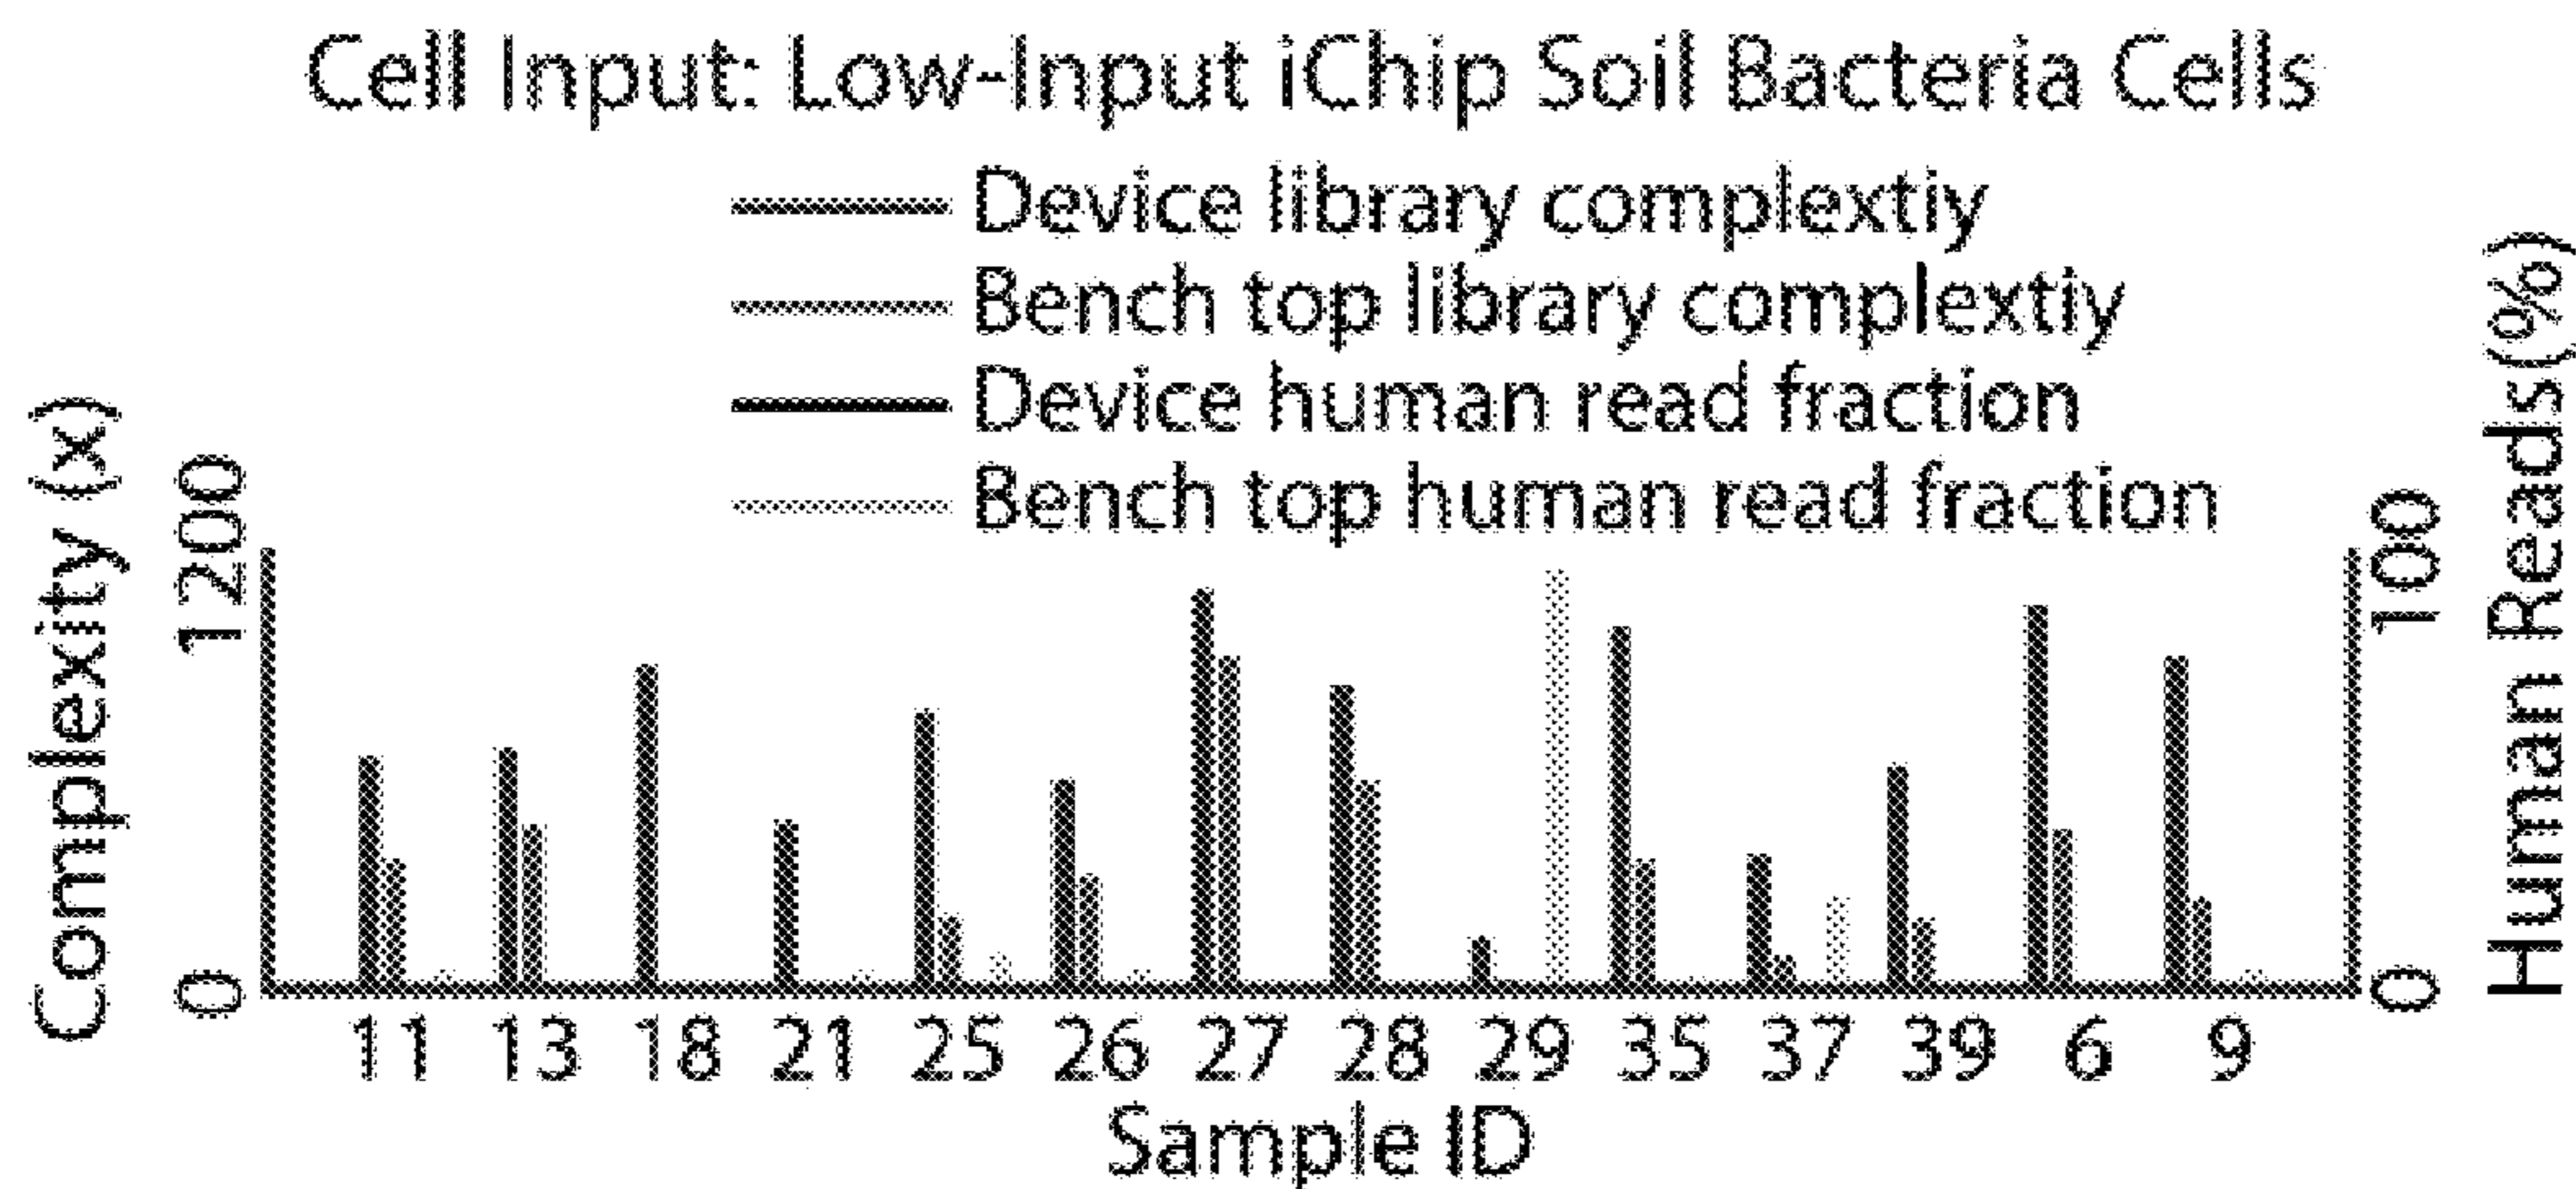 Cell Input: Low-Input iChip Soil Bacteria Cells
Device library complextiy
Bench top library complextiy
Device human read fraction
Bench top human read fraction
Complexity (x)
1200
0
100
0
Human Reads(%)
11 13 18 21 25 26 27 28 29 35 37 39 6 9
Sample ID